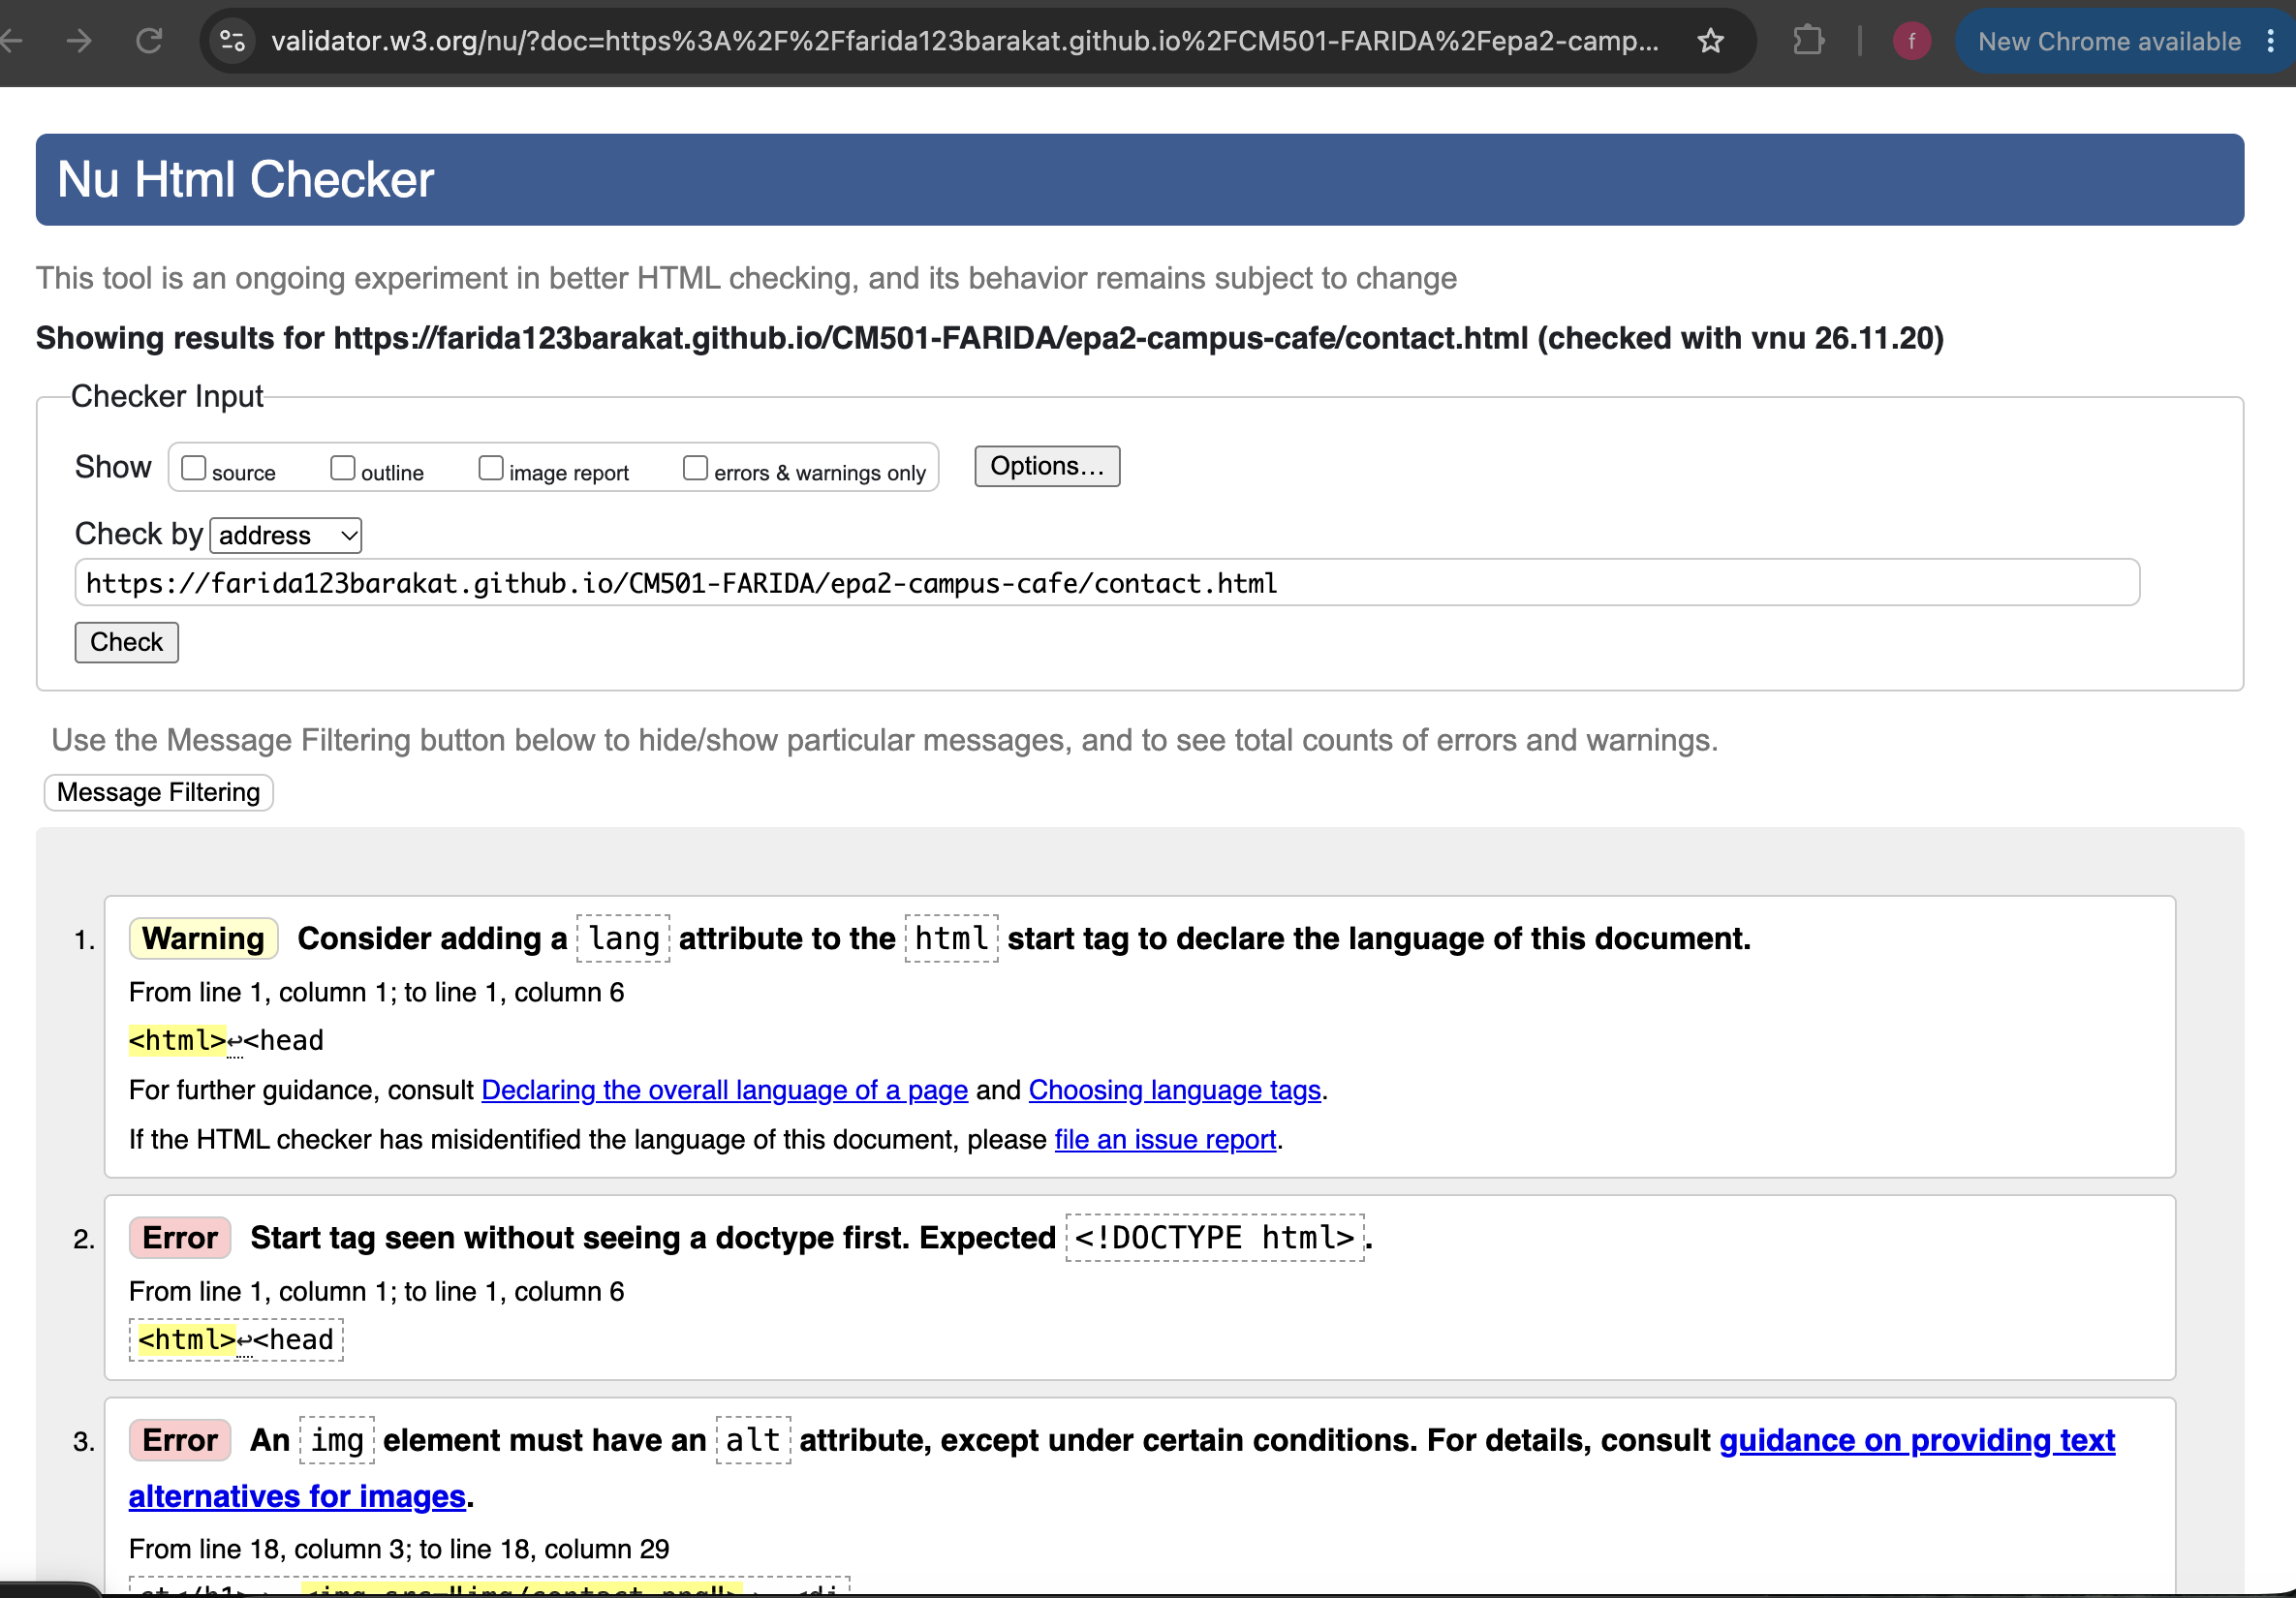 validator.w3.org/nu/?doc=https%3A%2F%2Ffarida123barakat.github.io%2FCM501-FARIDA%2Fepa2-camp...
f
New Chrome available
Nu Html Checker
This tool is an ongoing experiment in better HTML checking, and its behavior remains subject to change
Showing results for https://farida123barakat.github.io/CM501-FARIDA/epa2-campus-cafe/contact.html (checked with vnu 26.11.20)
Checker Input
Show source outline image report errors & warnings only Options...
Check by address
https://farida123barakat.github.io/CM501-FARIDA/epa2-campus-cafe/contact.html
Check
Use the Message Filtering button below to hide/show particular messages, and to see total counts of errors and warnings.
Message Filtering
1. Warning Consider adding a lang attribute to the html start tag to declare the language of this document.
From line 1, column 1; to line 1, column 6
<html>↩<head
For further guidance, consult Declaring the overall language of a page and Choosing language tags.
If the HTML checker has misidentified the language of this document, please file an issue report.
2. Error Start tag seen without seeing a doctype first. Expected <!DOCTYPE html>.
From line 1, column 1; to line 1, column 6
<html>↩<head
3. Error An img element must have an alt attribute, except under certain conditions. For details, consult guidance on providing text
alternatives for images.
From line 18, column 3; to line 18, column 29
<img src="img/contact.png">